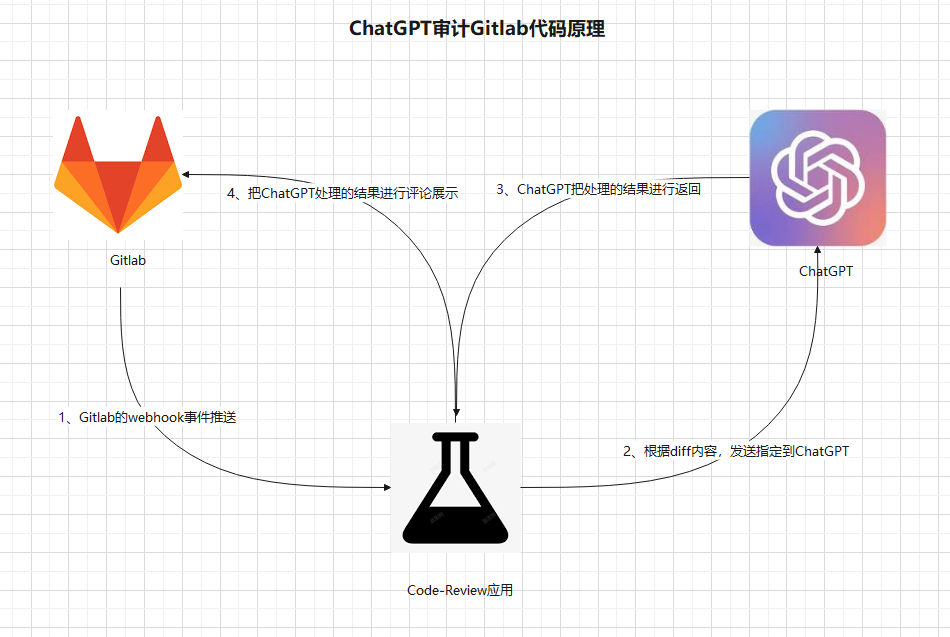 ChatGPT审计Gitlab代码原理
4、把ChatGPT处理的结果进行评论展示
3、ChatGPT把处理的结果进行返回
Gitlab
ChatGPT
1、Gitlab的webhook事件推送
2、根据diff内容，发送指定到ChatGPT
Code-Review应用